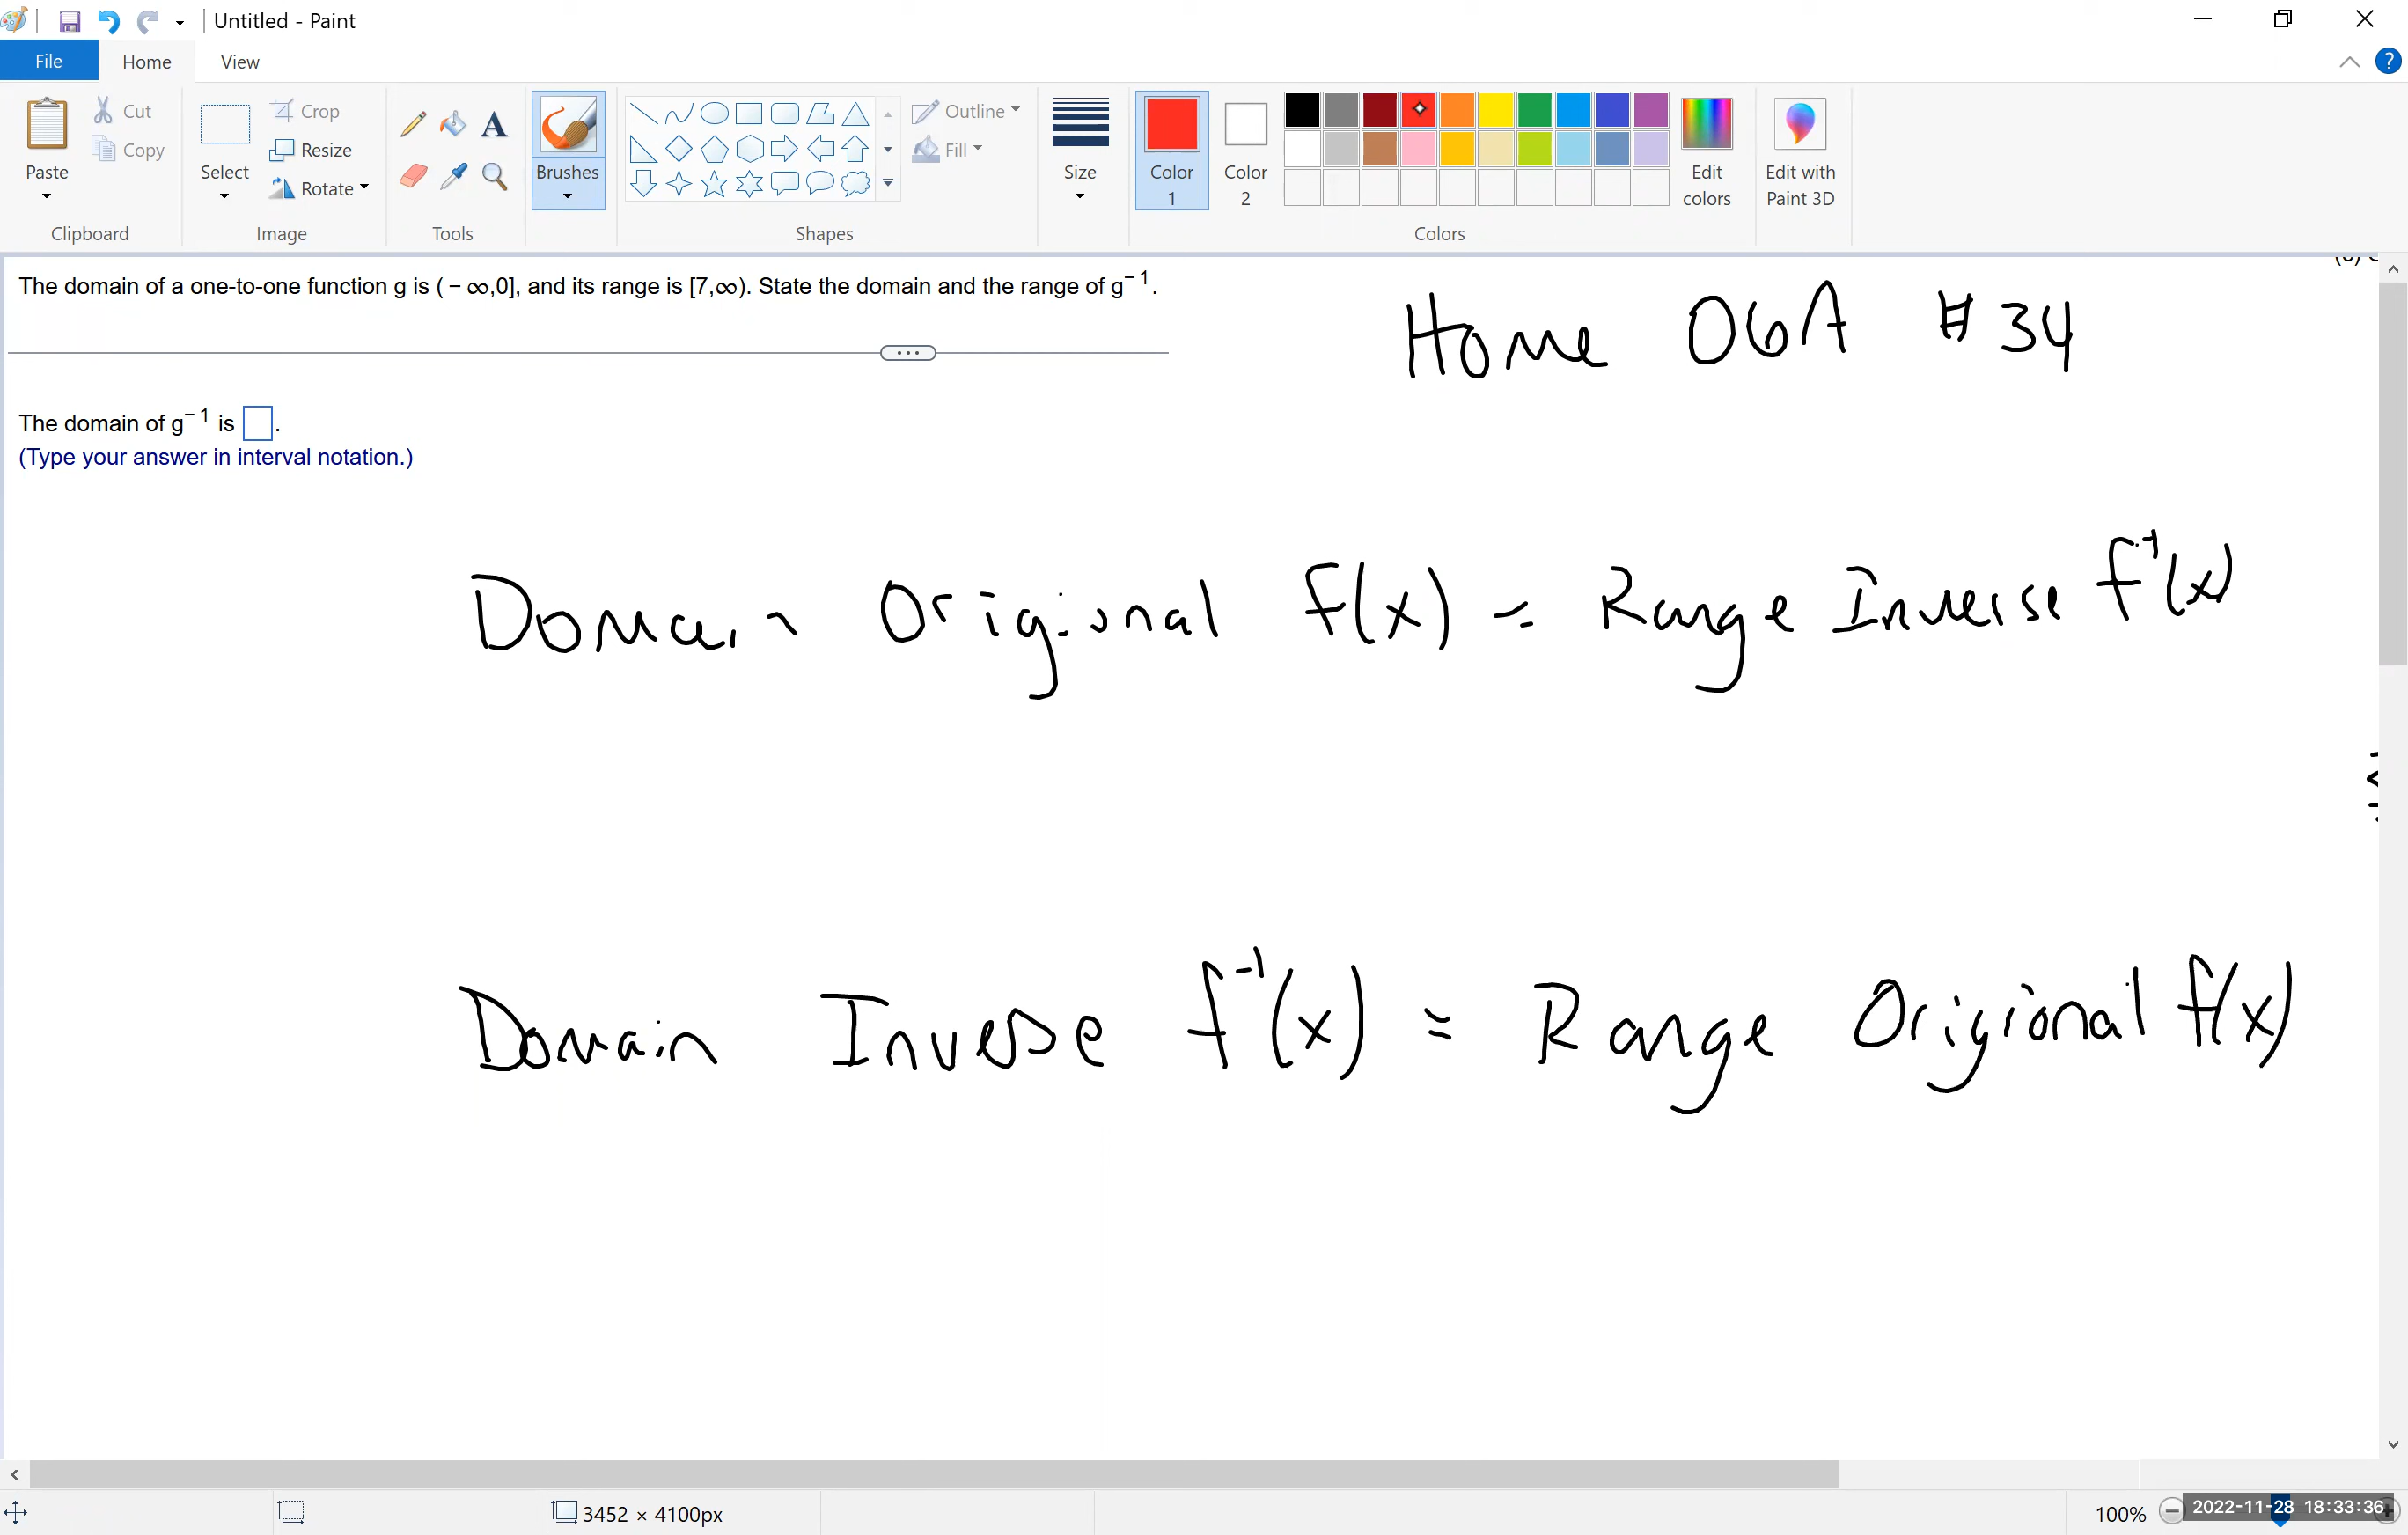 Untitled - Paint
File Home View
Paste Cut Copy Clipboard
Select Crop Resize Rotate Image
Tools
Brushes
Shapes
Outline Fill
Size
Color 1 Color 2 Edit colors Colors
Edit with Paint 3D
The domain of a one-to-one function g is (−∞,0], and its range is [7,∞). State the domain and the range of g⁻¹.
Home 06A #34
The domain of g⁻¹ is .
(Type your answer in interval notation.)
Domain Origional f(x) = Range Inverse f⁻¹(x)
Domain Inverse f⁻¹(x) = Range Origional f(x)
3452 × 4100px
100%
2022-11-28 18:33:36